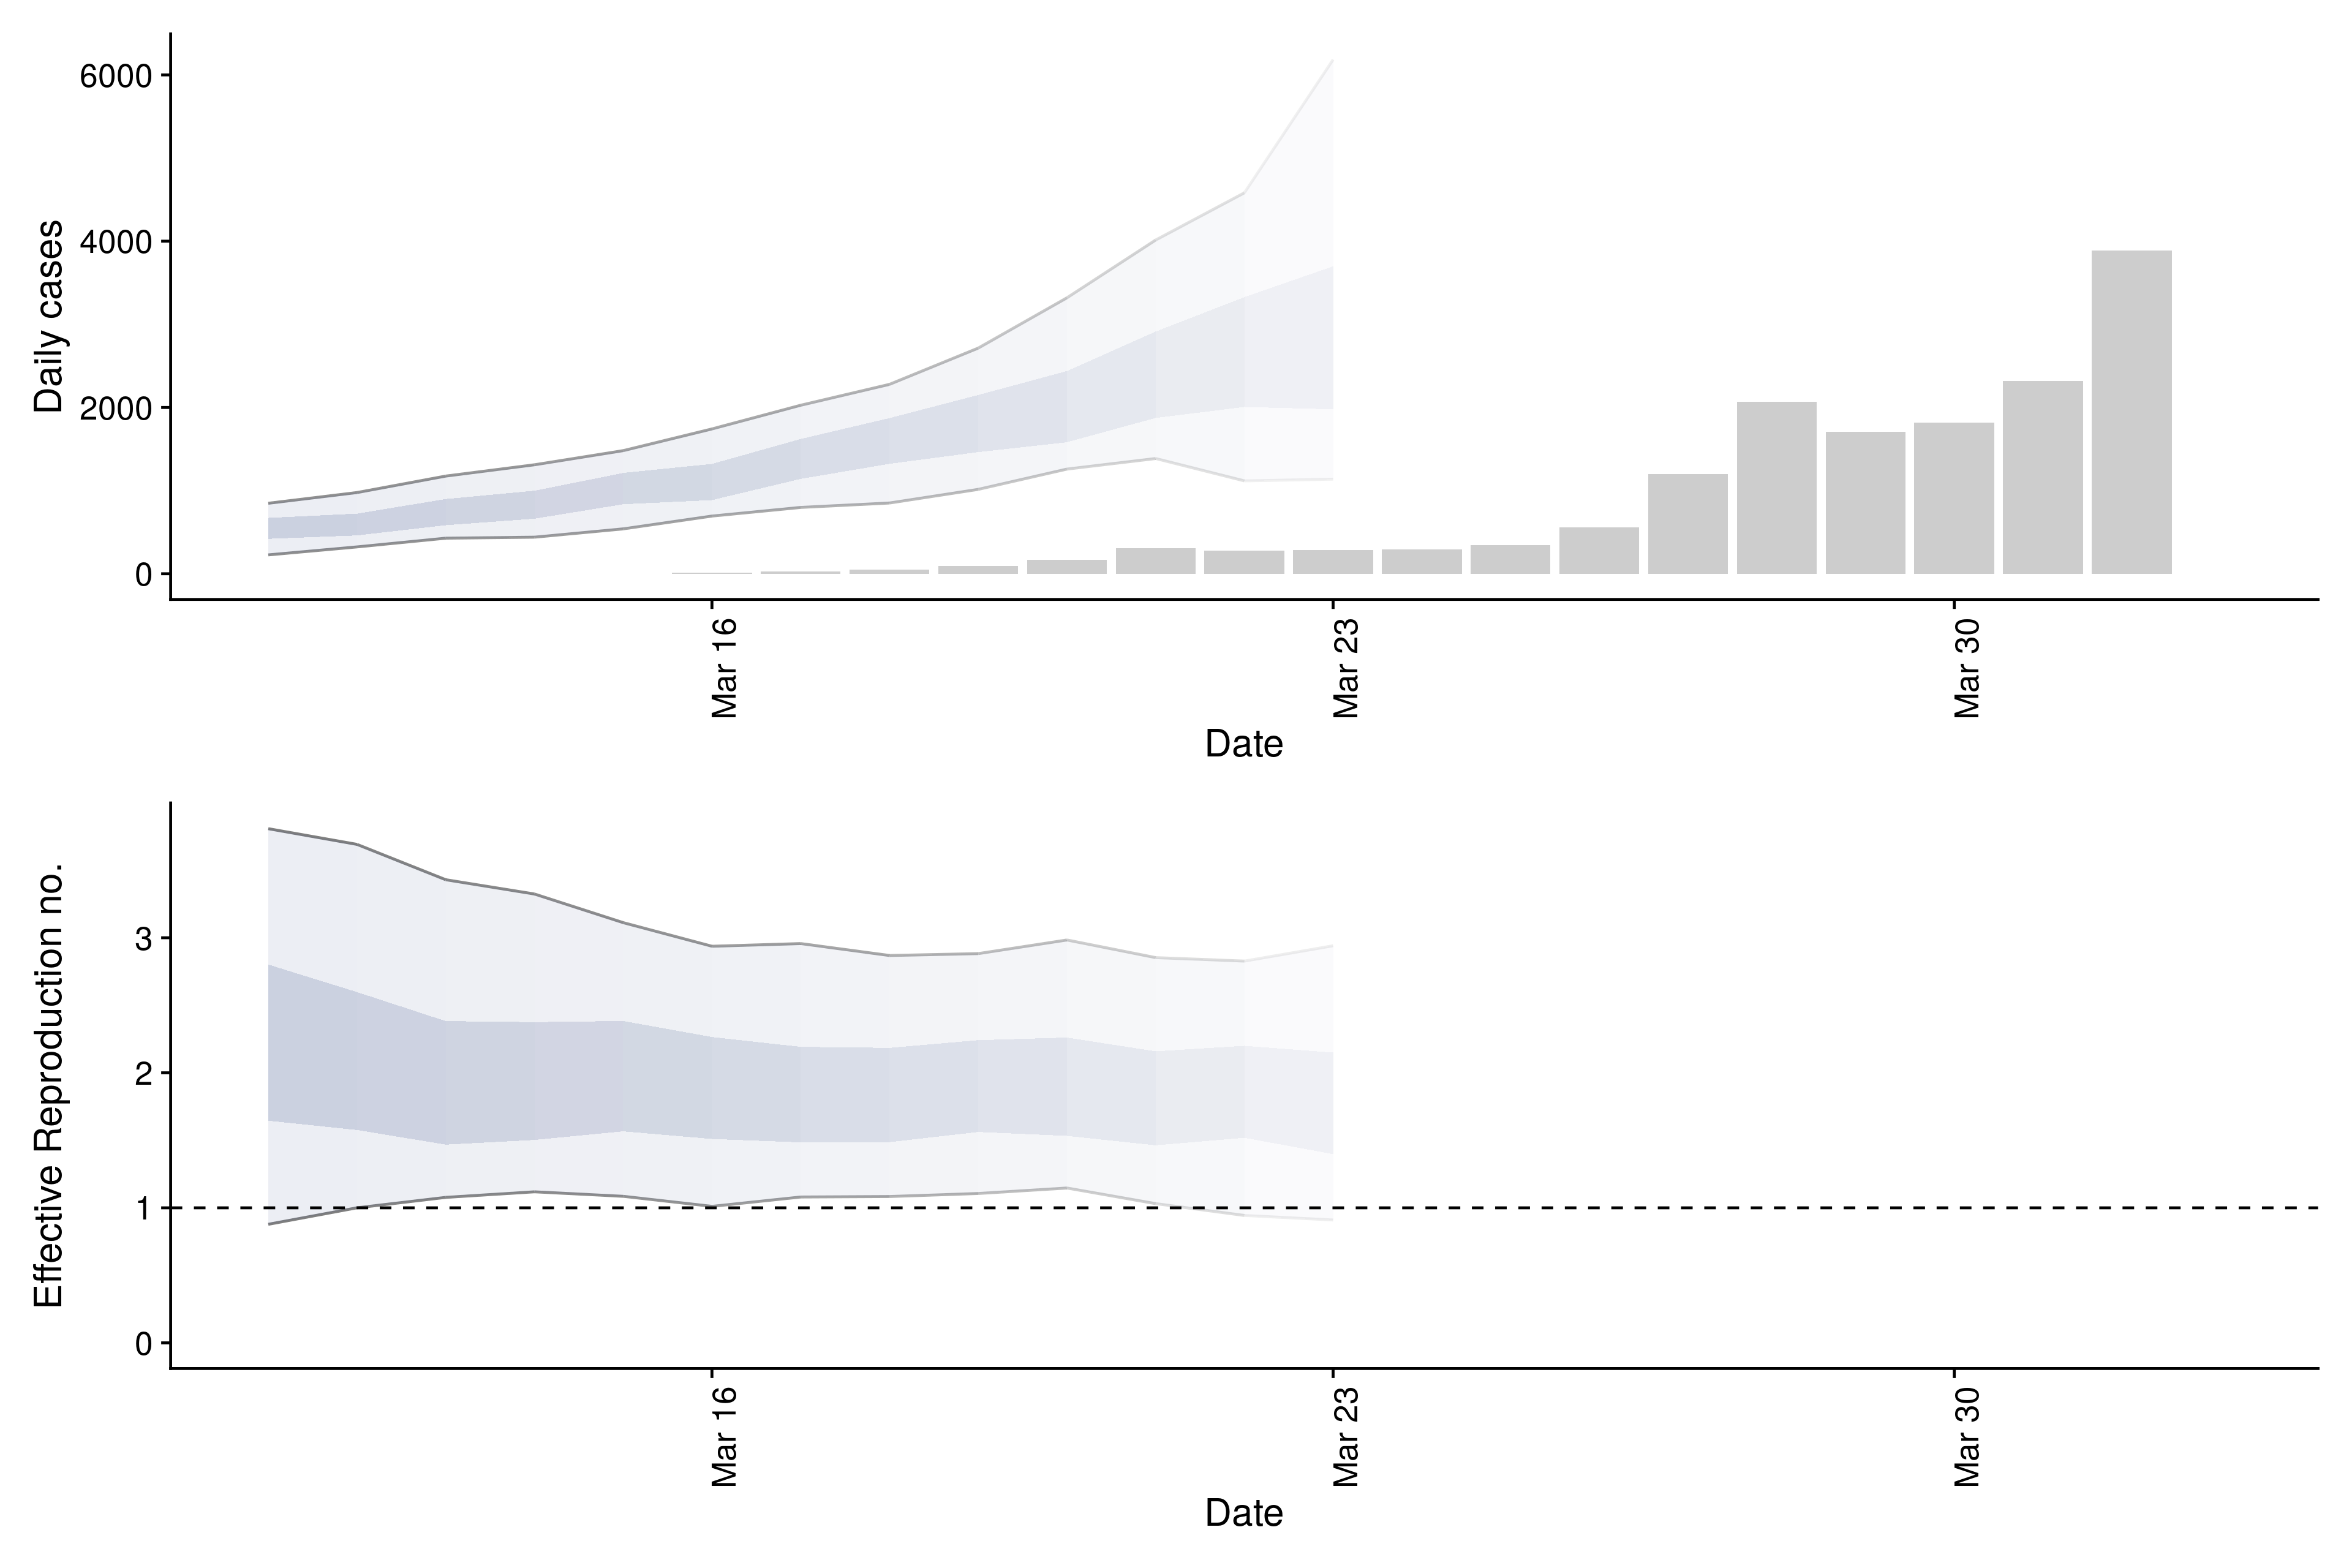 Daily cases
6000
4000
2000
0
Mar 16
Mar 23
Mar 30
Date
Effective Reproduction no.
3
2
1
0
Mar 16
Mar 23
Mar 30
Date